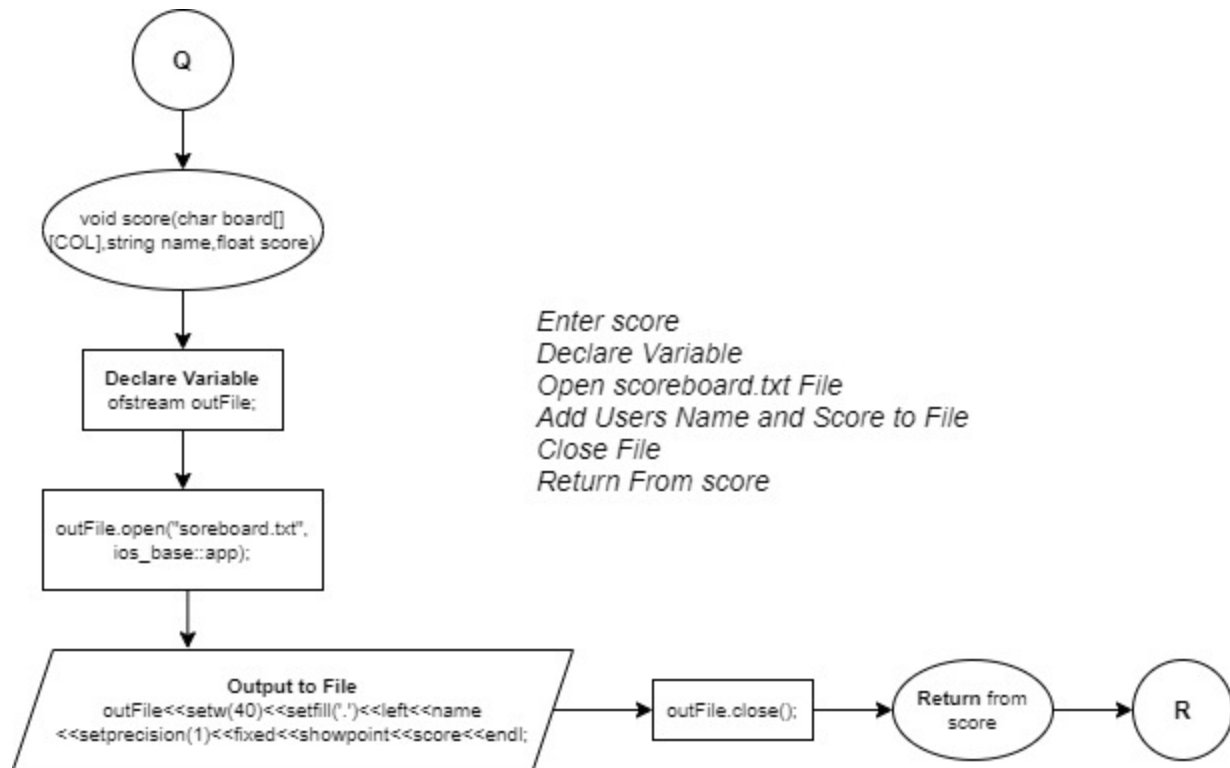 Q
void score(char board[]
[COL],string name,float score)
Declare Variable
ofstream outFile;
outFile.open("soreboard.txt",
ios_base::app);
Output to File
outFile<<setw(40)<<setfill('.')<<left<<name
<<setprecision(1)<<fixed<<showpoint<<score<<endl;
outFile.close();
Return from
score
R
Enter score
Declare Variable
Open scoreboard.txt File
Add Users Name and Score to File
Close File
Return From score